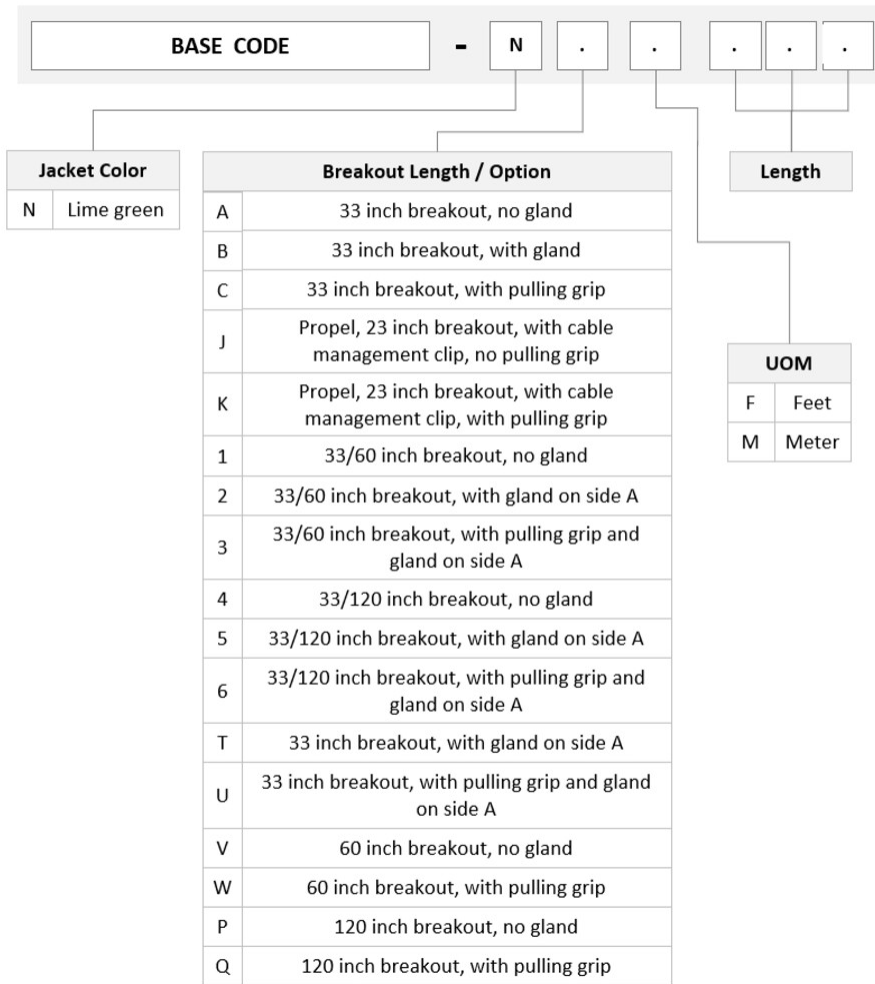 BASE CODE - N . . . . .
Jacket Color
N Lime green
Breakout Length / Option
A 33 inch breakout, no gland
B 33 inch breakout, with gland
C 33 inch breakout, with pulling grip
J Propel, 23 inch breakout, with cable
management clip, no pulling grip
K Propel, 23 inch breakout, with cable
management clip, with pulling grip
1 33/60 inch breakout, no gland
2 33/60 inch breakout, with gland on side A
3 33/60 inch breakout, with pulling grip and
gland on side A
4 33/120 inch breakout, no gland
5 33/120 inch breakout, with gland on side A
6 33/120 inch breakout, with pulling grip and
gland on side A
T 33 inch breakout, with gland on side A
U 33 inch breakout, with pulling grip and gland
on side A
V 60 inch breakout, no gland
W 60 inch breakout, with pulling grip
P 120 inch breakout, no gland
Q 120 inch breakout, with pulling grip
Length
UOM
F Feet
M Meter